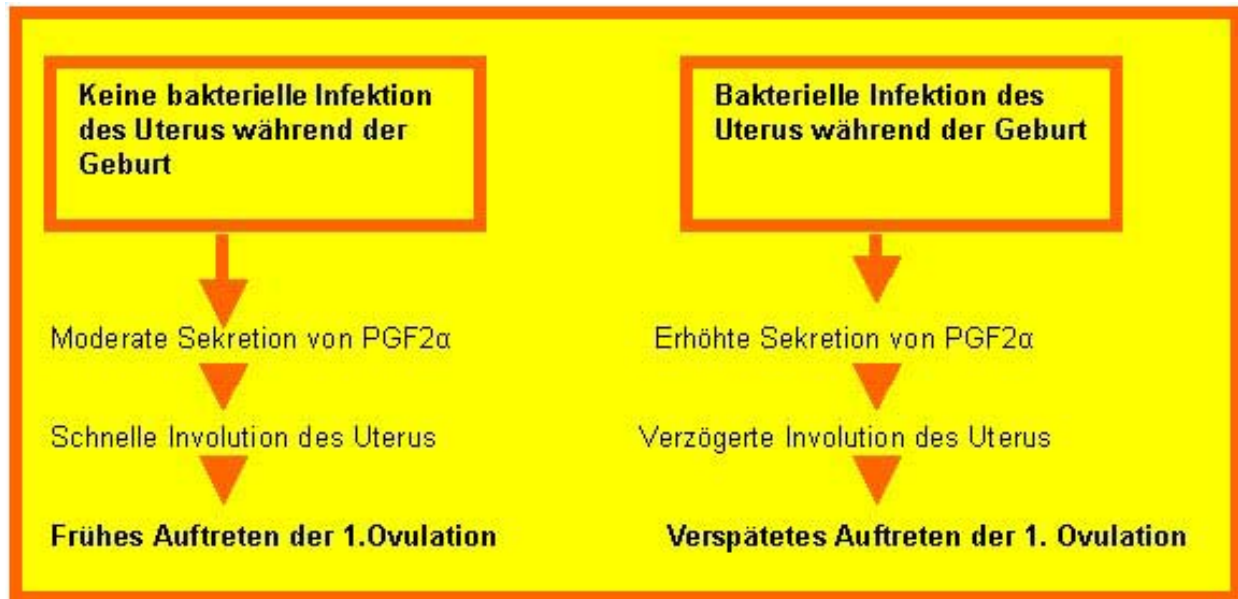 Keine bakterielle Infektion
des Uterus während der
Geburt
Bakterielle Infektion des
Uterus während der Geburt
Moderate Sekretion von PGF2α
Erhöhte Sekretion von PGF2α
Schnelle Involution des Uterus
Verzögerte Involution des Uterus
Frühes Auftreten der 1.Ovulation
Verspätetes Auftreten der 1. Ovulation